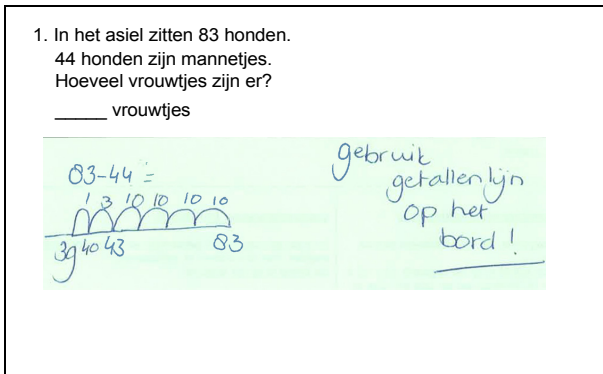 1. In het asiel zitten 83 honden.
44 honden zijn mannetjes.
Hoeveel vrouwtjes zijn er?
_____ vrouwtjes
83-44 =
1 3 10 10 10 10
39 40 43 83
gebruik
getallenlijn
op het
bord!